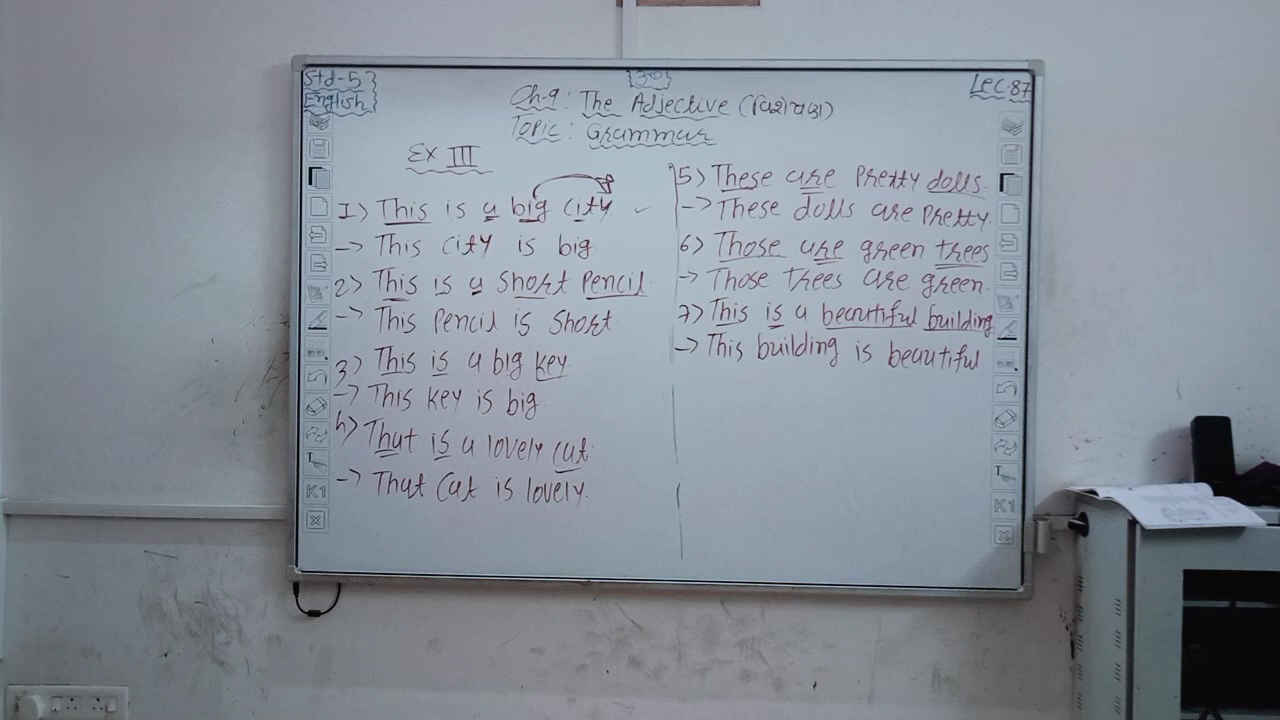 Std-5
English
Lec.87
Ch-9: The Adjective (વિશેષણ)
Topic: Grammar
Ex III
1) This is a big city
→ This city is big.
2) This is a short pencil.
→ This pencil is short.
3) This is a big key
→ This key is big.
4) That is a lovely cat.
→ That cat is lovely.
5) These are pretty dolls.
→ These dolls are pretty.
6) Those are green trees
→ Those trees are green.
7) This is a beautiful building
→ This building is beautiful
K1
K1